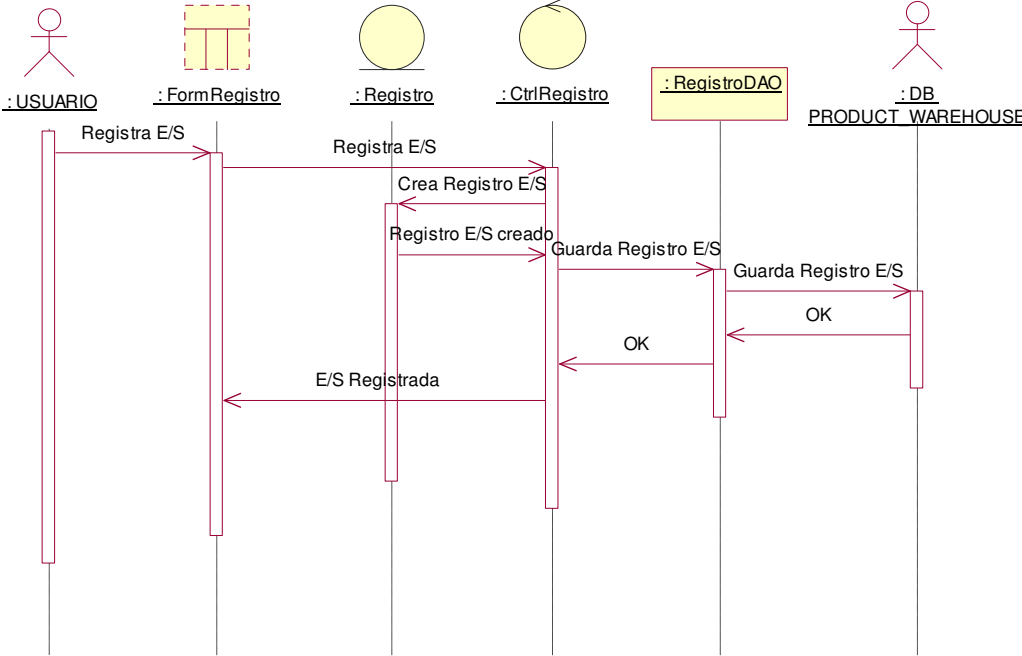 : USUARIO
: FormRegistro
: Registro
: CtrlRegistro
: RegistroDAO
: DB
PRODUCT_WAREHOUSE
Registra E/S
Registra E/S
Crea Registro E/S
Registro E/S creado
Guarda Registro E/S
Guarda Registro E/S
OK
OK
E/S Registrada